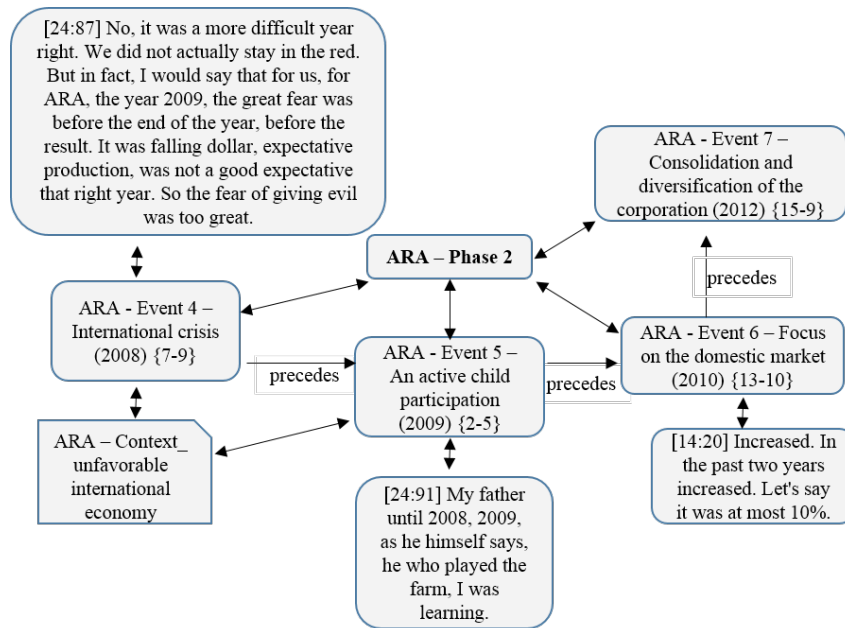 [24:87] No, it was a more difficult year
right. We did not actually stay in the red.
But in fact, I would say that for us, for
ARA, the year 2009, the great fear was
before the end of the year, before the
result. It was falling dollar, expectative
production, was not a good expectative
that right year. So the fear of giving evil
was too great.
ARA - Event 7 –
Consolidation and
diversification of the
corporation (2012) {15-9}
ARA – Phase 2
precedes
ARA - Event 4 –
International crisis
(2008) {7-9}
precedes
ARA - Event 5 –
An active child
participation
(2009) {2-5}
precedes
ARA - Event 6 – Focus
on the domestic market
(2010) {13-10}
ARA – Context_
unfavorable
international
economy
[24:91] My father
until 2008, 2009,
as he himself says,
he who played the
farm, I was
learning.
[14:20] Increased. In
the past two years
increased. Let's say
it was at most 10%.